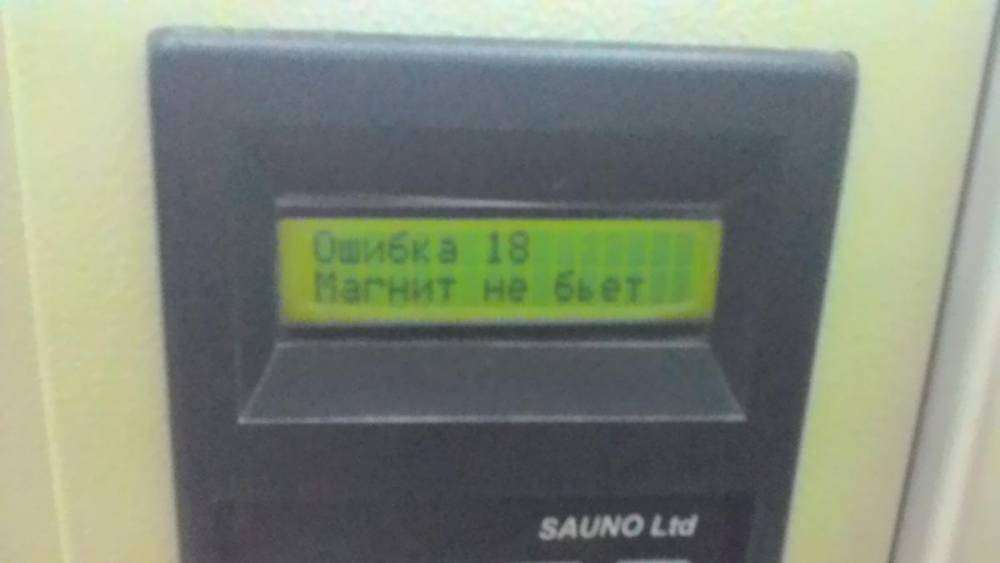 Ошибка 18
Магнит не бьет
SAUNO Ltd